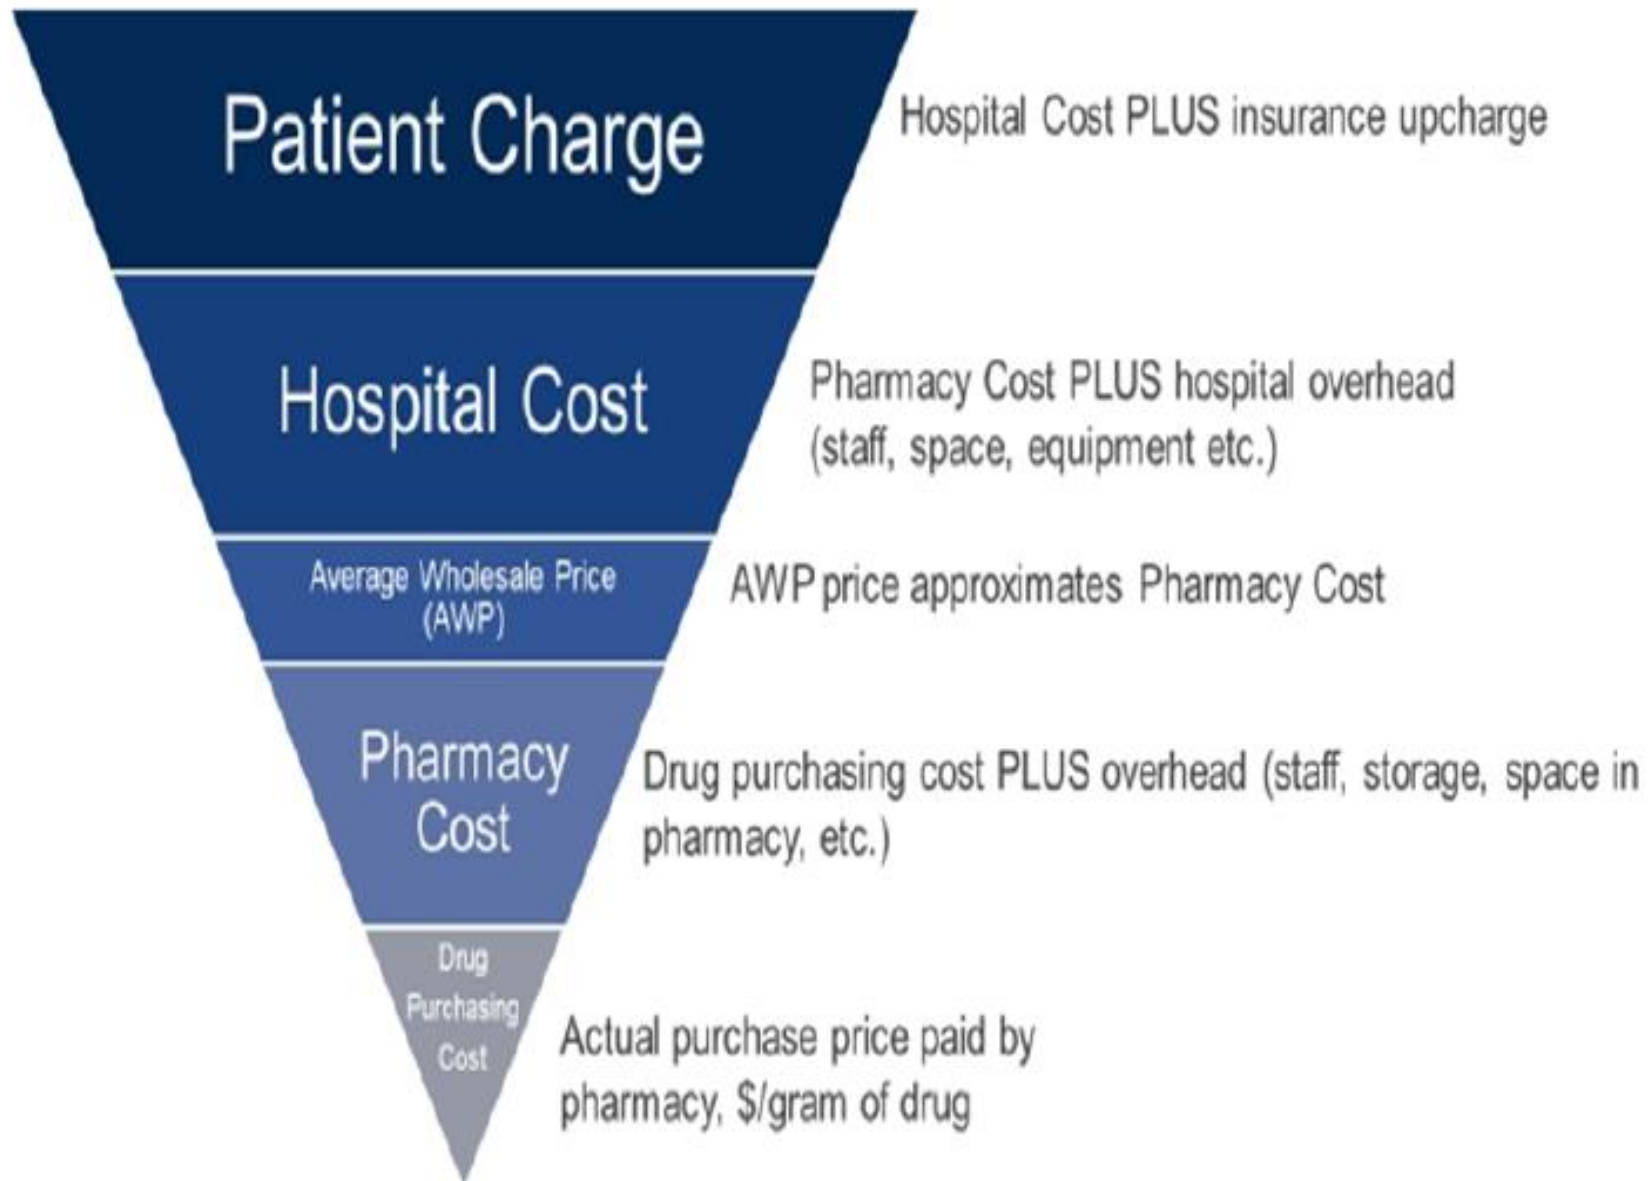 Patient Charge
Hospital Cost PLUS insurance upcharge
Hospital Cost
Pharmacy Cost PLUS hospital overhead
(staff, space, equipment etc.)
Average Wholesale Price
(AWP)
AWP price approximates Pharmacy Cost
Pharmacy
Cost
Drug purchasing cost PLUS overhead (staff, storage, space in
pharmacy, etc.)
Drug
Purchasing
Cost
Actual purchase price paid by
pharmacy, $/gram of drug